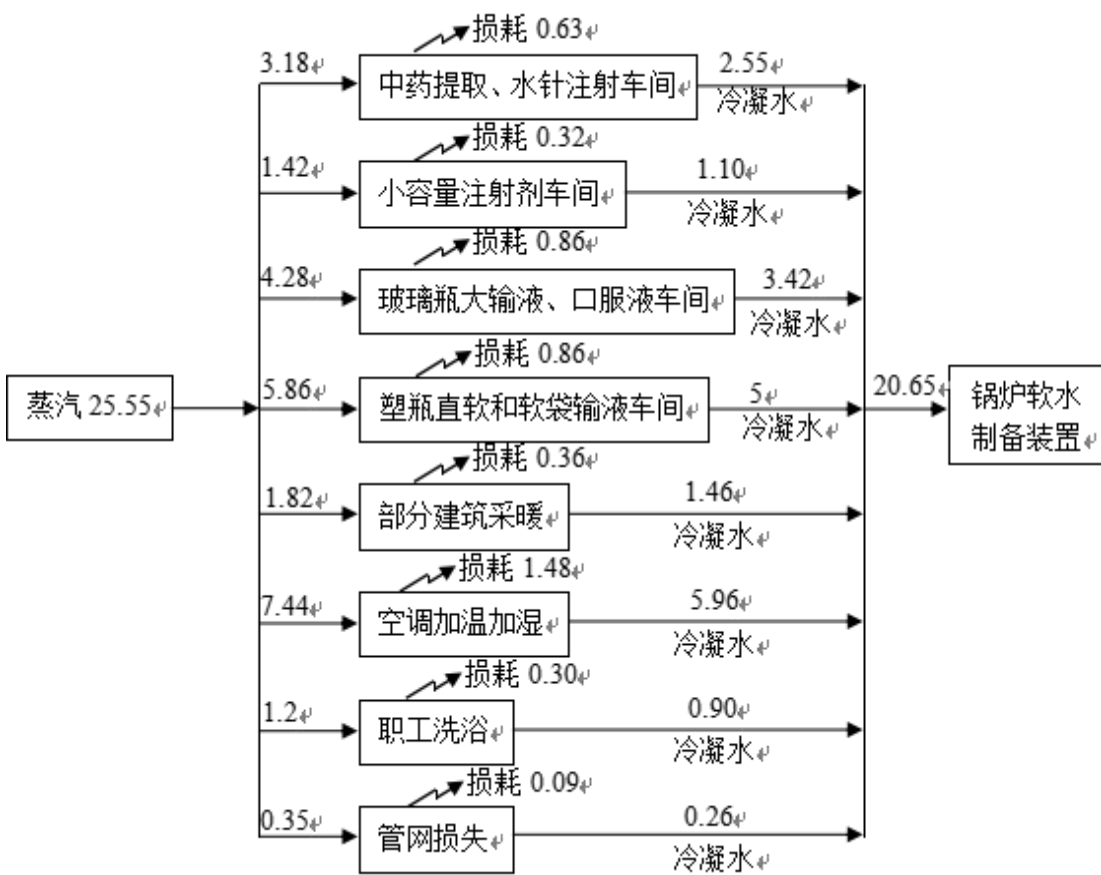 损耗 0.63↵
3.18↵
中药提取、水针注射车间↵
2.55↵
冷凝水↵
损耗 0.32↵
1.42↵
小容量注射剂车间↵
1.10↵
冷凝水↵
损耗 0.86↵
4.28↵
玻璃瓶大输液、口服液车间↵
3.42↵
冷凝水↵
损耗 0.86↵
蒸汽 25.55↵
5.86↵
塑瓶直软和软袋输液车间↵
5↵
冷凝水↵
20.65↵
锅炉软水
制备装置↵
损耗 0.36↵
1.82↵
部分建筑采暖↵
1.46↵
冷凝水↵
损耗 1.48↵
7.44↵
空调加温加湿↵
5.96↵
冷凝水↵
损耗 0.30↵
1.2↵
职工洗浴↵
0.90↵
冷凝水↵
损耗 0.09↵
0.35↵
管网损失↵
0.26↵
冷凝水↵